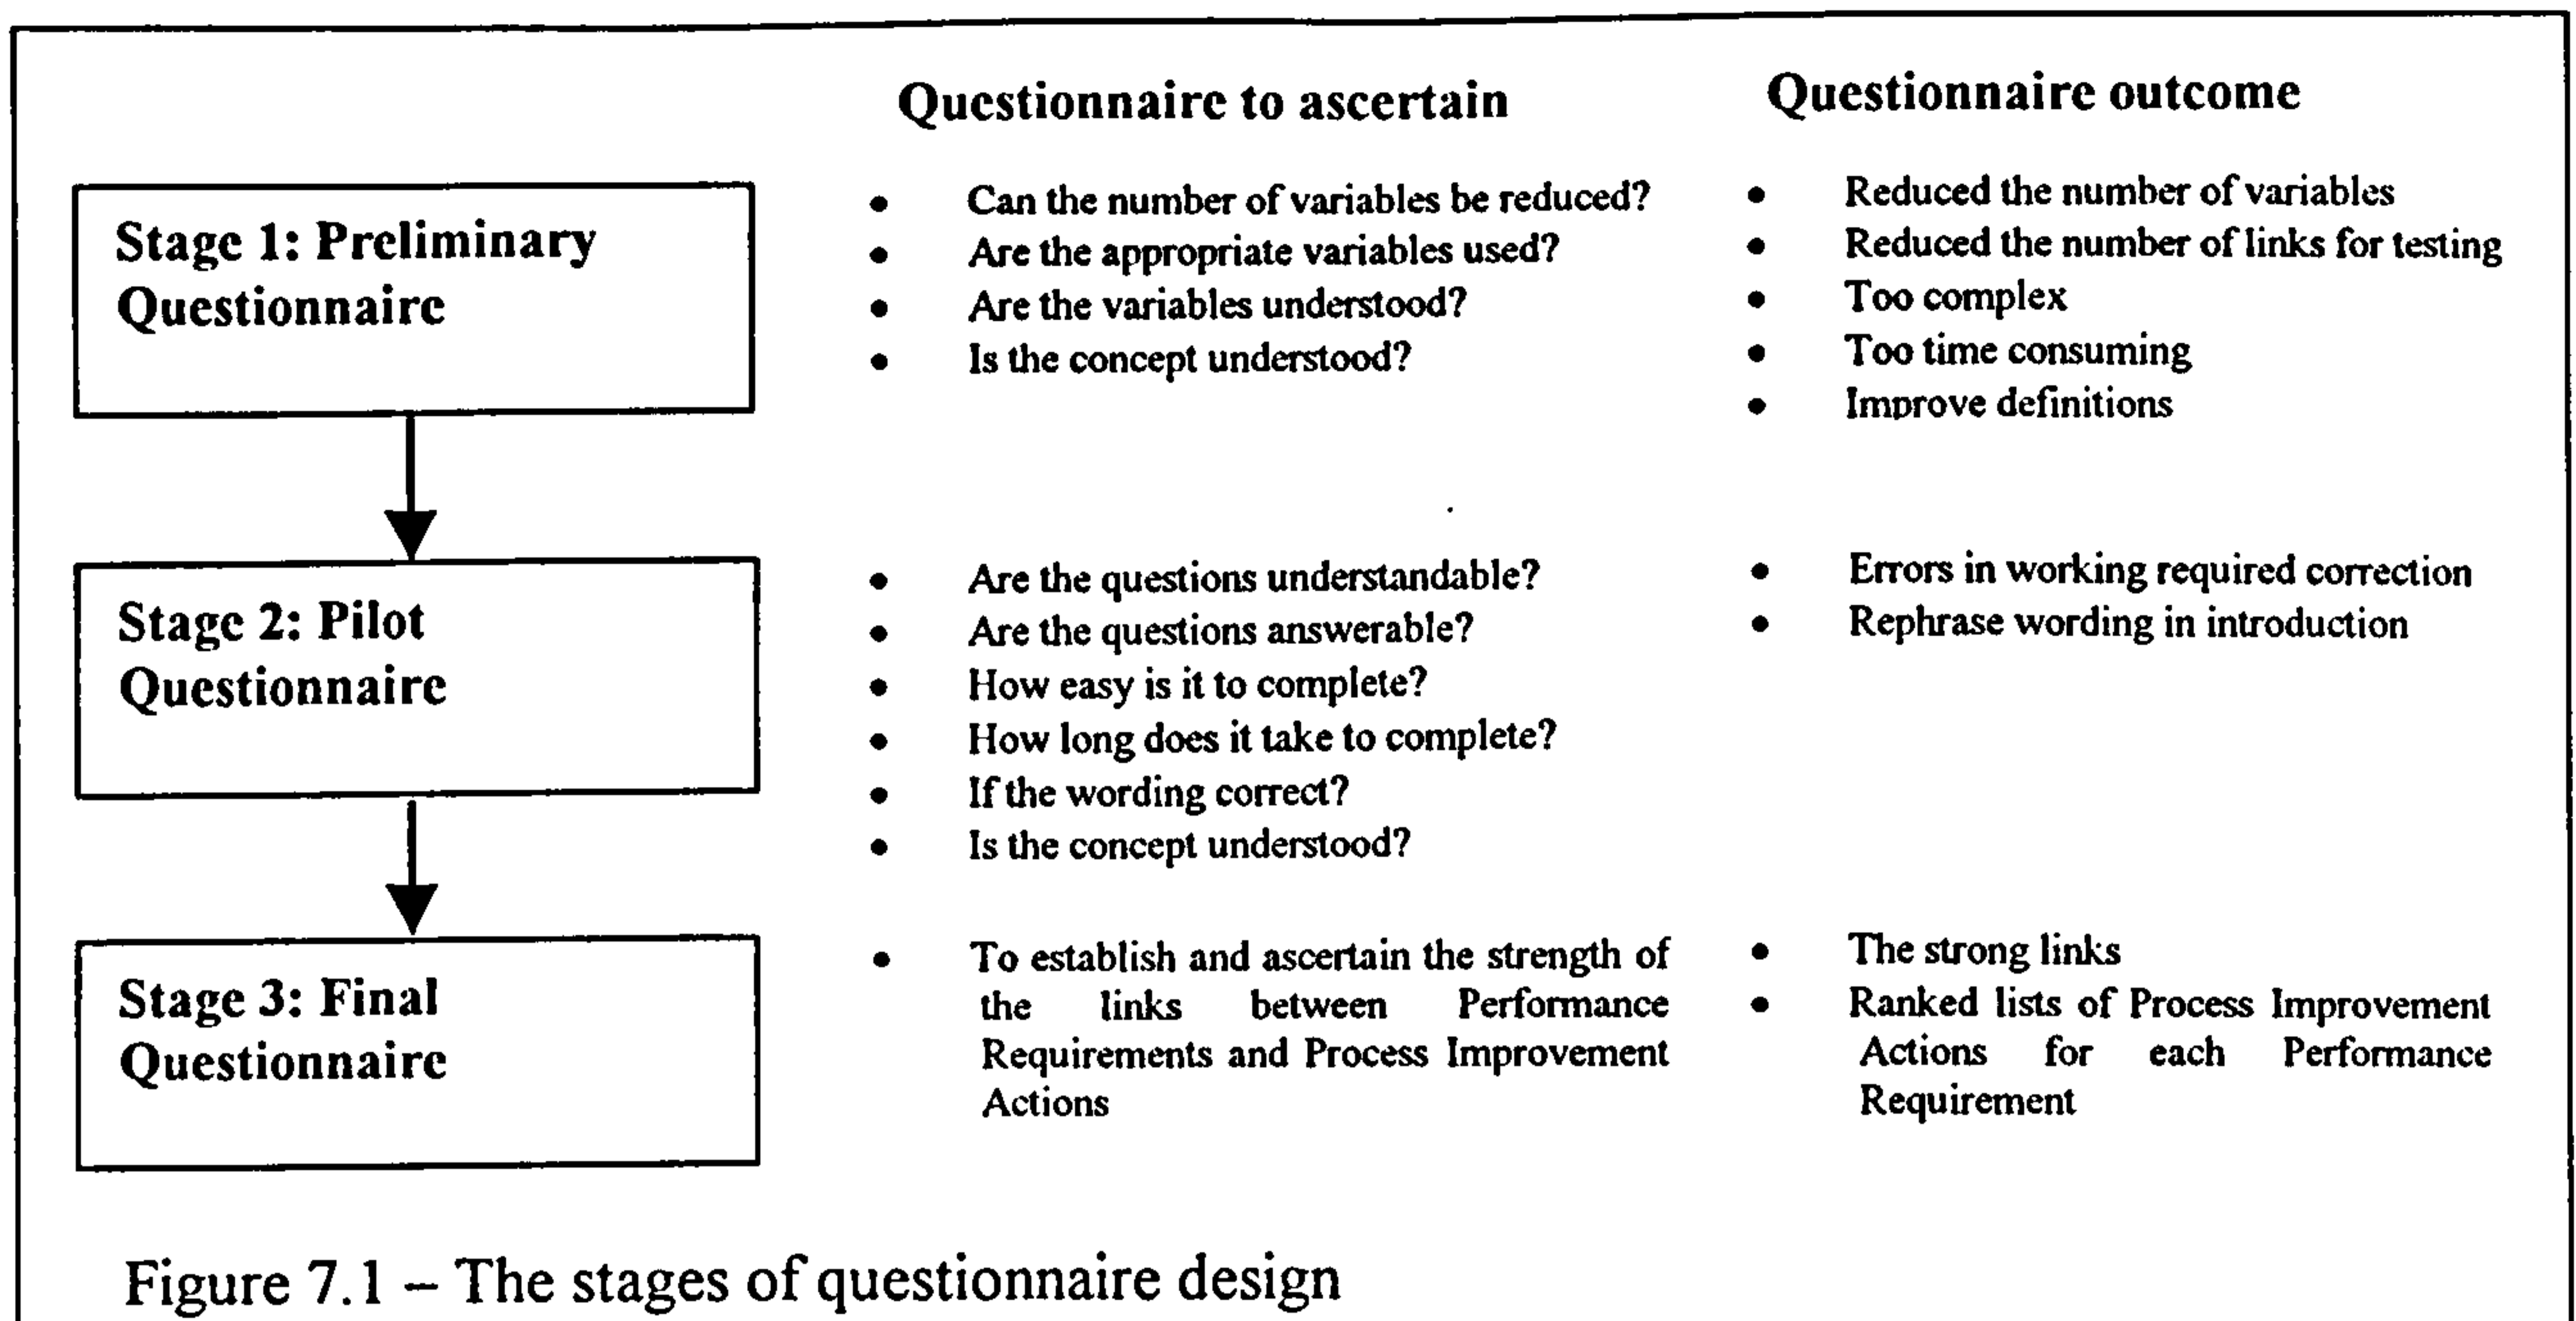 Questionnaire to ascertain
Questionnaire outcome
Stage 1: Preliminary
Questionnaire
• Can the number of variables be reduced?
• Are the appropriate variables used?
• Are the variables understood?
• Is the concept understood?
• Reduced the number of variables
• Reduced the number of links for testing
• Too complex
• Too time consuming
• Improve definitions
Stage 2: Pilot
Questionnaire
• Are the questions understandable?
• Are the questions answerable?
• How easy is it to complete?
• How long does it take to complete?
• If the wording correct?
• Is the concept understood?
• Errors in working required correction
• Rephrase wording in introduction
Stage 3: Final
Questionnaire
• To establish and ascertain the strength of
the links between Performance
Requirements and Process Improvement
Actions
• The strong links
• Ranked lists of Process Improvement
Actions for each Performance
Requirement
Figure 7.1 – The stages of questionnaire design